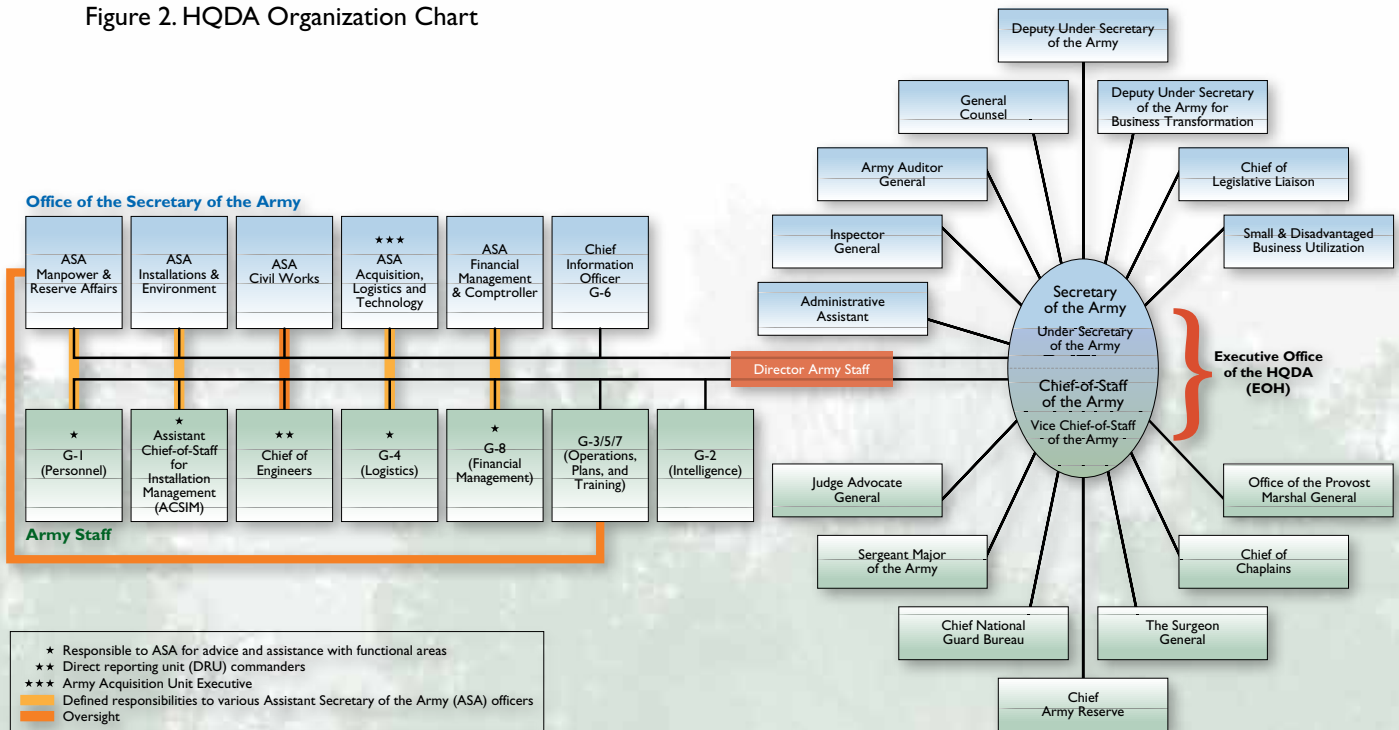 Figure 2. HQDA Organization Chart
Deputy Under Secretary
of the Army
General
Counsel
Deputy Under Secretary
of the Army for
Business Transformation
Army Auditor
General
Chief of
Legislative Liaison
Inspector
General
Small & Disadvantaged
Business Utilization
Administrative
Assistant
Secretary
of the Army
Under Secretary
of the Army
Chief-of-Staff
of the Army
Vice Chief-of-Staff
of the Army
}
Executive Office
of the HQDA
(EOH)
Judge Advocate
General
Office of the Provost
Marshal General
Sergeant Major
of the Army
Chief of
Chaplains
Chief National
Guard Bureau
The Surgeon
General
Chief
Army Reserve
Office of the Secretary of the Army
ASA
Manpower &
Reserve Affairs
ASA
Installations &
Environment
ASA
Civil Works
★★★
ASA
Acquisition,
Logistics and
Technology
ASA
Financial
Management
& Comptroller
Chief
Information
Officer
G-6
Director Army Staff
★
G-1
(Personnel)
★
Assistant
Chief-of-Staff
for
Installation
Management
(ACSIM)
★★
Chief of
Engineers
★
G-4
(Logistics)
★
G-8
(Financial
Management)
G-3/5/7
(Operations,
Plans, and
Training)
G-2
(Intelligence)
Army Staff
★ Responsible to ASA for advice and assistance with functional areas
★★ Direct reporting unit (DRU) commanders
★★★ Army Acquisition Unit Executive
Defined responsibilities to various Assistant Secretary of the Army (ASA) officers
Oversight